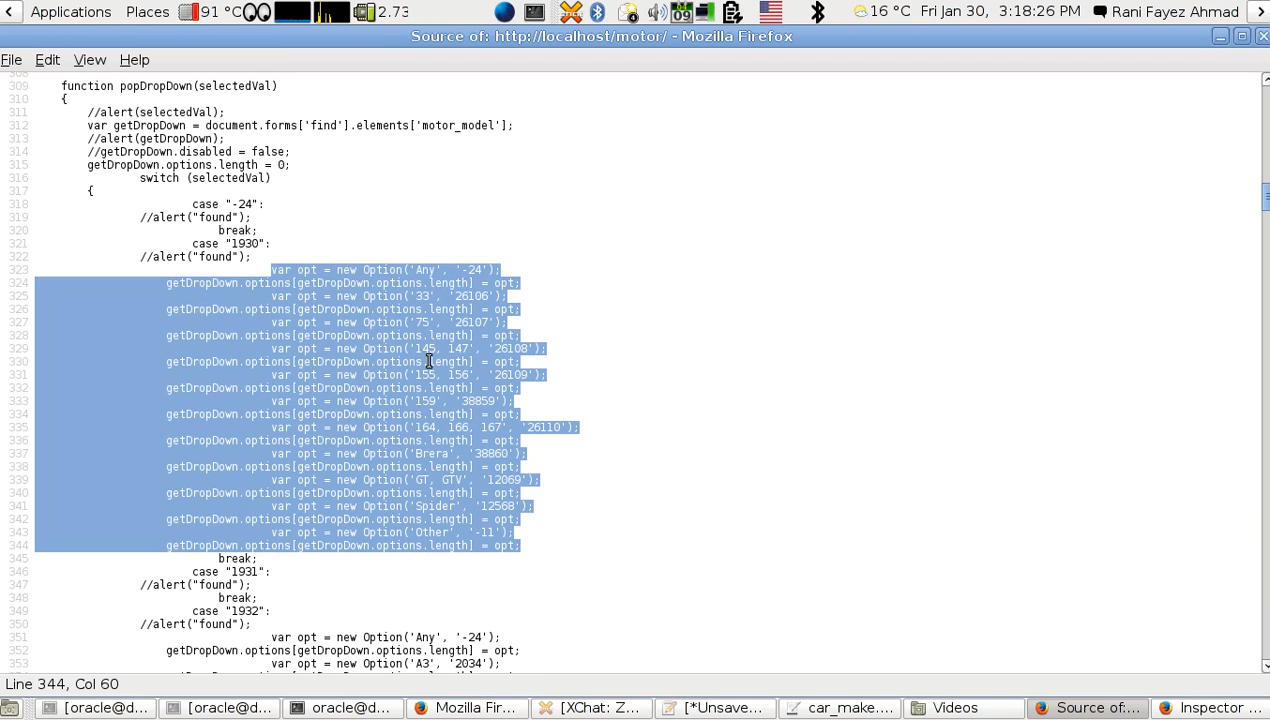 Applications Places 91 °C 2.73 09 16 °C Fri Jan 30, 3:18:26 PM Rani Fayez Ahmad
Source of: http://localhost/motor/ - Mozilla Firefox
File Edit View Help
309 function popDropDown(selectedVal)
310 {
311 //alert(selectedVal);
312 var getDropDown = document.forms['find'].elements['motor_model'];
313 //alert(getDropDown);
314 //getDropDown.disabled = false;
315 getDropDown.options.length = 0;
316 switch (selectedVal)
317 {
318 case "-24":
319 //alert("found");
320 break;
321 case "1930":
322 //alert("found");
323 var opt = new Option('Any', '-24');
324 getDropDown.options[getDropDown.options.length] = opt;
325 var opt = new Option('33', '26106');
326 getDropDown.options[getDropDown.options.length] = opt;
327 var opt = new Option('75', '26107');
328 getDropDown.options[getDropDown.options.length] = opt;
329 var opt = new Option('145, 147', '26108');
330 getDropDown.options[getDropDown.options.length] = opt;
331 var opt = new Option('155, 156', '26109');
332 getDropDown.options[getDropDown.options.length] = opt;
333 var opt = new Option('159', '38859');
334 getDropDown.options[getDropDown.options.length] = opt;
335 var opt = new Option('164, 166, 167', '26110');
336 getDropDown.options[getDropDown.options.length] = opt;
337 var opt = new Option('Brera', '38860');
338 getDropDown.options[getDropDown.options.length] = opt;
339 var opt = new Option('GT, GTV', '12069');
340 getDropDown.options[getDropDown.options.length] = opt;
341 var opt = new Option('Spider', '12568');
342 getDropDown.options[getDropDown.options.length] = opt;
343 var opt = new Option('Other', '-11');
344 getDropDown.options[getDropDown.options.length] = opt;
345 break;
346 case "1931":
347 //alert("found");
348 break;
349 case "1932":
350 //alert("found");
351 var opt = new Option('Any', '-24');
352 getDropDown.options[getDropDown.options.length] = opt;
353 var opt = new Option('A3', '2034');
Line 344, Col 60
[oracle@d... [oracle@d... oracle@d... Mozilla Fir... [XChat: Z... [*Unsave... car_make.... Videos Source of:... Inspector ...